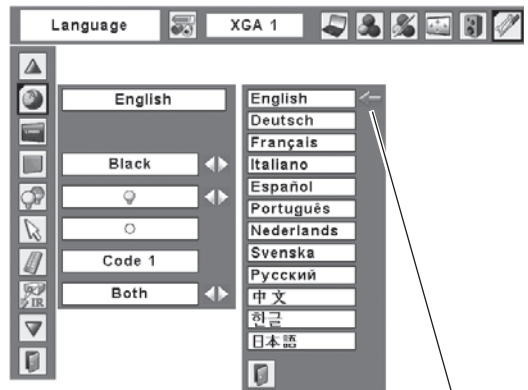 Language
XGA 1
English
Black
Code 1
Both
IR
English
Deutsch
Français
Italiano
Español
Português
Nederlands
Svenska
Русский
中文
한글
日本語